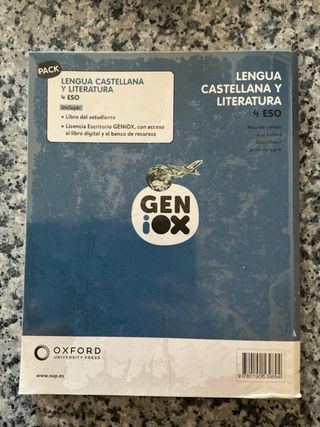 PACK
LENGUA CASTELLANA
Y LITERATURA
4 ESO
Incluye:
• Libro del estudiante
• Licencia Escritorio GENiOX, con acceso
al libro digital y al banco de recursos
LENGUA
CASTELLANA Y
LITERATURA
4 ESO
GEN
iOX
OXFORD
UNIVERSITY PRESS
www.oup.es